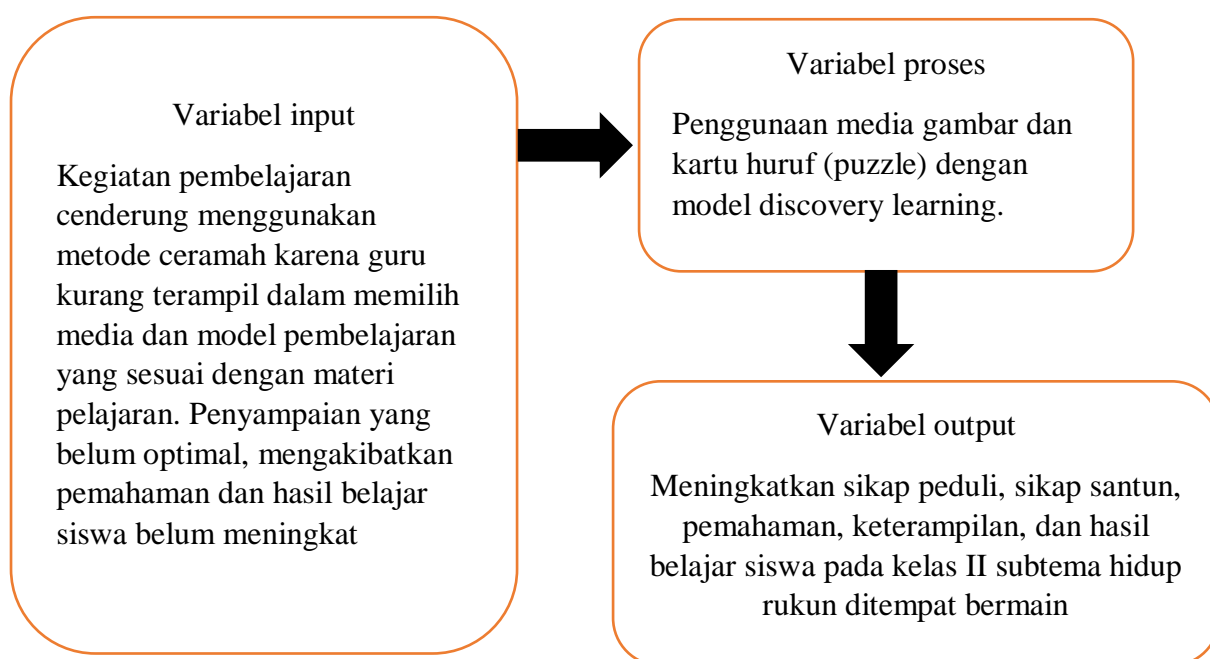 Variabel input
Kegiatan pembelajaran
cenderung menggunakan
metode ceramah karena guru
kurang terampil dalam memilih
media dan model pembelajaran
yang sesuai dengan materi
pelajaran. Penyampaian yang
belum optimal, mengakibatkan
pemahaman dan hasil belajar
siswa belum meningkat
Variabel proses
Penggunaan media gambar dan
kartu huruf (puzzle) dengan
model discovery learning.
Variabel output
Meningkatkan sikap peduli, sikap santun,
pemahaman, keterampilan, dan hasil
belajar siswa pada kelas II subtema hidup
rukun ditempat bermain